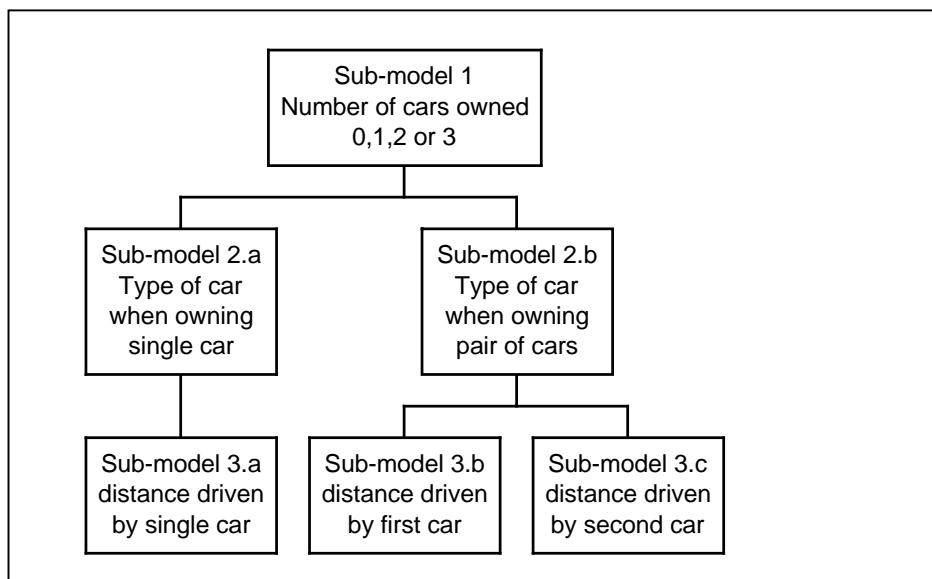 Sub-model 1
Number of cars owned
0,1,2 or 3
Sub-model 2.a
Type of car
when owning
single car
Sub-model 2.b
Type of car
when owning
pair of cars
Sub-model 3.a
distance driven
by single car
Sub-model 3.b
distance driven
by first car
Sub-model 3.c
distance driven
by second car